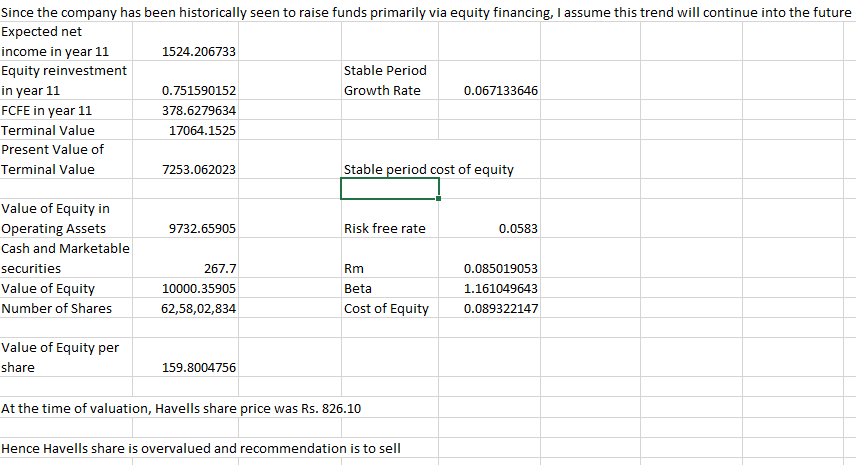 Since the company has been historically seen to raise funds primarily via equity financing, I assume this trend will continue into the future
Expected net
income in year 11 1524.206733
Equity reinvestment Stable Period
in year 11 0.751590152 Growth Rate 0.067133646
FCFE in year 11 378.6279634
Terminal Value 17064.1525
Present Value of
Terminal Value 7253.062023 Stable period cost of equity
Value of Equity in
Operating Assets 9732.65905 Risk free rate 0.0583
Cash and Marketable
securities 267.7 Rm 0.085019053
Value of Equity 10000.35905 Beta 1.161049643
Number of Shares 62,58,02,834 Cost of Equity 0.089322147
Value of Equity per
share 159.8004756
At the time of valuation, Havells share price was Rs. 826.10
Hence Havells share is overvalued and recommendation is to sell